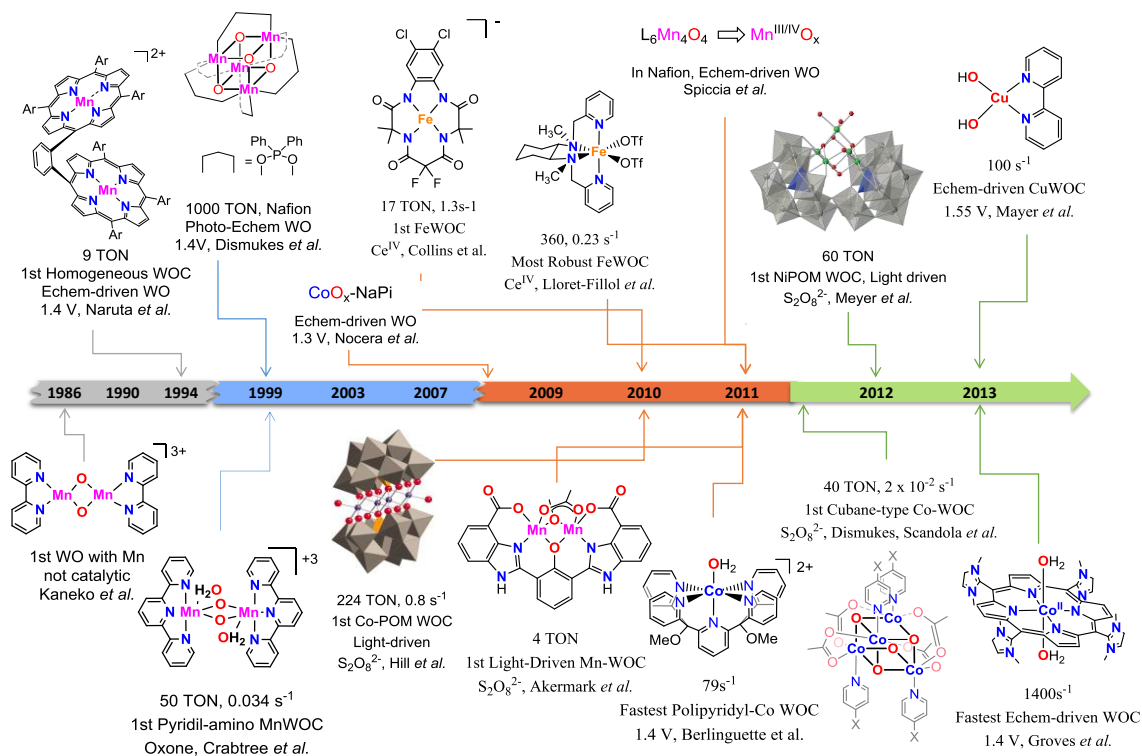 2+
Ar
Ar
Ar
N
N
Mn
N
N
Ar
N
N
Mn
N
N
Ar
Ar
9 TON
1st Homogeneous WOC
Echem-driven WO
1.4 V, Naruta et al.
Mn
O
Mn
O
Mn
O
O
Mn
=
Ph
Ph
P
O
O
1000 TON, Nafion
Photo-Echem WO
1.4V, Dismukes et al.
-
Cl
Cl
O
N
N
O
Fe
N
N
O
O
F
F
17 TON, 1.3s-1
1st FeWOC
Ce^IV, Collins et al.
CoOx-NaPi
Echem-driven WO
1.3 V, Nocera et al.
N
H3C
N
Fe
OTf
N
OTf
CH3
N
360, 0.23 s⁻¹
Most Robust FeWOC
Ce^IV, Lloret-Fillol et al.
L6Mn4O4 ⇨ Mn^III/IVOx
In Nafion, Echem-driven WO
Spiccia et al.
60 TON
1st NiPOM WOC, Light driven
S2O8²⁻, Meyer et al.
HO
N
Cu
HO
N
100 s⁻¹
Echem-driven CuWOC
1.55 V, Mayer et al.
1986 1990 1994 1999 2003 2007 2009 2010 2011 2012 2013
3+
N
O
N
Mn
Mn
N
O
N
1st WO with Mn
not catalytic
Kaneko et al.
+3
N
H2O
N
N
Mn
O
Mn
N
O
N
OH2
N
50 TON, 0.034 s⁻¹
1st Pyridil-amino MnWOC
Oxone, Crabtree et al.
224 TON, 0.8 s⁻¹
1st Co-POM WOC
Light-driven
S2O8²⁻, Hill et al.
O
O
O
O
O
O
Mn
Mn
N
O
N
N
H
N
H
4 TON
1st Light-Driven Mn-WOC
S2O8²⁻, Akermark et al.
2+
OH2
N
Co
N
N
N
N
MeO
OMe
79s⁻¹
Fastest Polipyridyl-Co WOC
1.4 V, Berlinguette et al.
40 TON, 2 x 10⁻² s⁻¹
1st Cubane-type Co-WOC
S2O8²⁻, Dismukes, Scandola et al.
X
X
N
N
O
Co
O
O
O
O
Co
O
O
Co
O
Co
O
O
O
N
N
X
X
OH2
N
N
N
N
N
N
Co^II
N
N
N
N
N
N
OH2
1400s⁻¹
Fastest Echem-driven WOC
1.4 V, Groves et al.